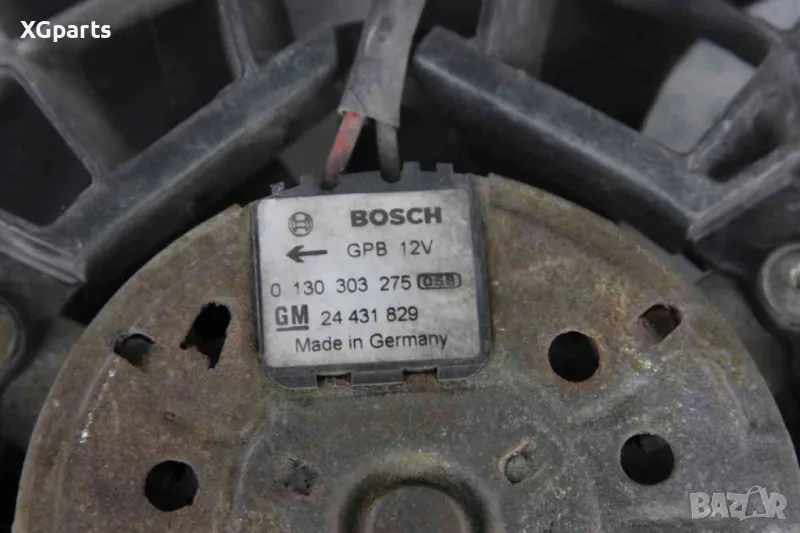 XGparts
BOSCH
GPB 12V
0 130 303 275 058
GM 24 431 829
Made in Germany
BAZAR